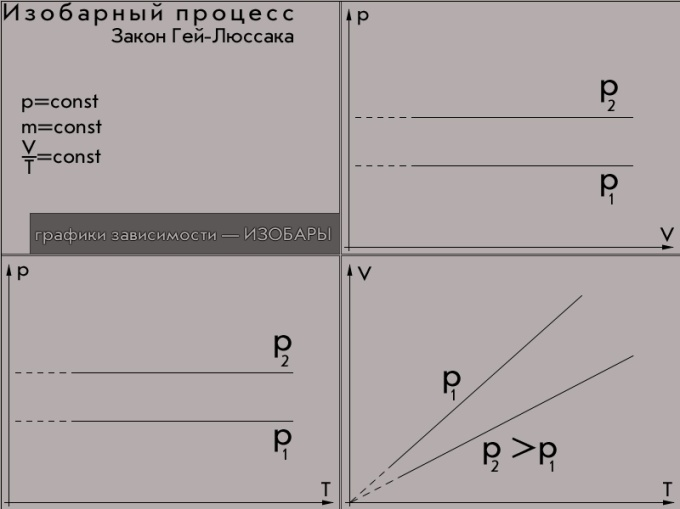 Изобарный процесс
Закон Гей-Люссака
p=const
m=const
V/T=const
графики зависимости — ИЗОБАРЫ
p
p₂
p₁
V
p
p₂
p₁
T
V
p₁
p₂ >p₁
T